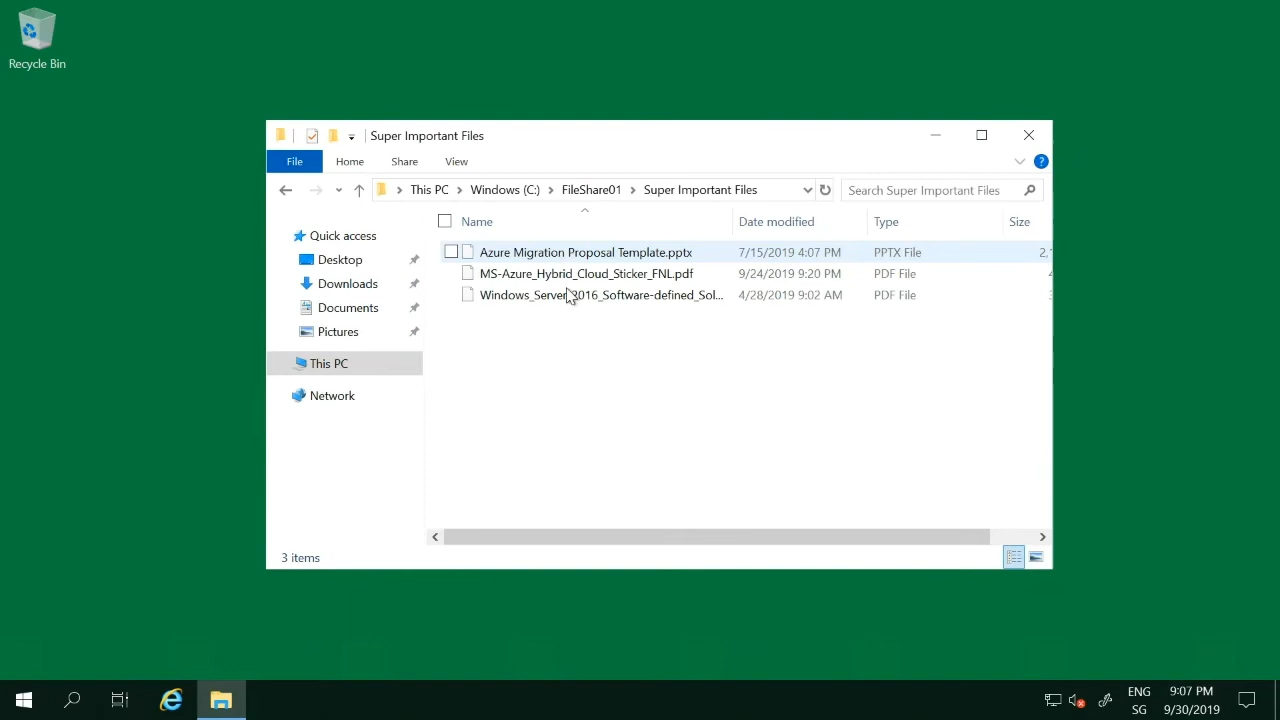 Recycle Bin
Super Important Files
File Home Share View
This PC Windows (C:) FileShare01 Super Important Files Search Super Important Files
Name Date modified Type Size
Quick access
Desktop
Downloads
Documents
Pictures
This PC
Network
Azure Migration Proposal Template.pptx 7/15/2019 4:07 PM PPTX File 2,
MS-Azure_Hybrid_Cloud_Sticker_FNL.pdf 9/24/2019 9:20 PM PDF File
Windows_Server_2016_Software-defined_Sol... 4/28/2019 9:02 AM PDF File
3 items
ENG 9:07 PM
SG 9/30/2019